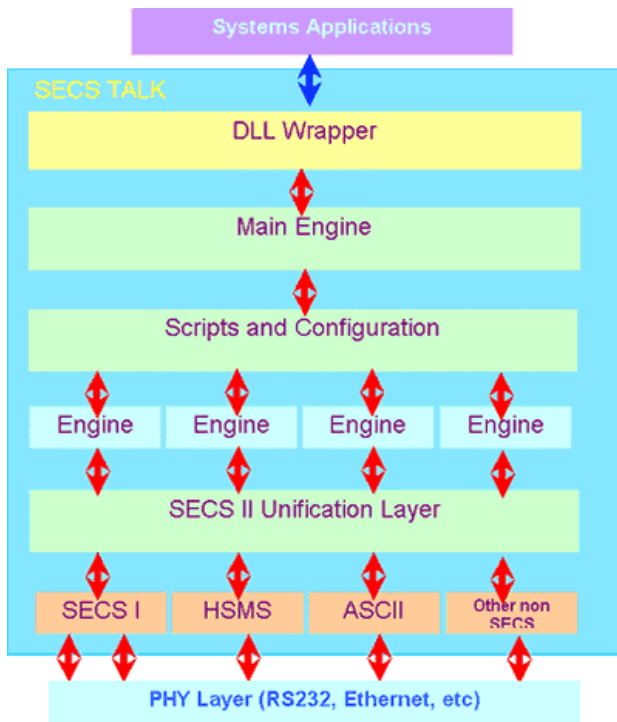 Systems Applications
SECS TALK
DLL Wrapper
Main Engine
Scripts and Configuration
Engine Engine Engine Engine
SECS II Unification Layer
SECS I HSMS ASCII Other non
SECS
PHY Layer (RS232, Ethernet, etc)